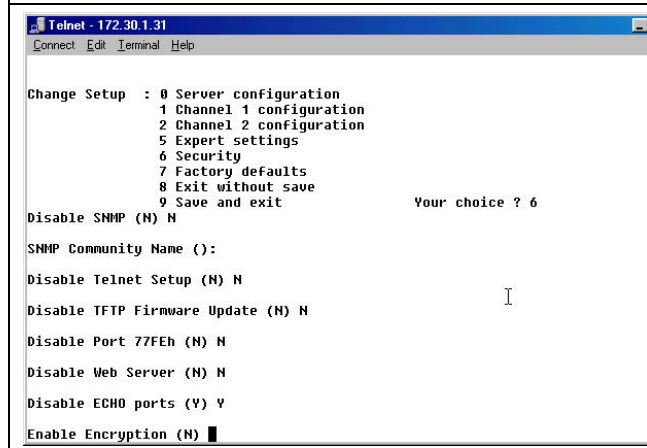 Telnet - 172.30.1.31
Connect Edit Terminal Help
Change Setup : 0 Server configuration
1 Channel 1 configuration
2 Channel 2 configuration
5 Expert settings
6 Security
7 Factory defaults
8 Exit without save
9 Save and exit Your choice ? 6
Disable SNMP (N) N
SNMP Community Name ():
Disable Telnet Setup (N) N
Disable TFTP Firmware Update (N) N
Disable Port 77FEh (N) N
Disable Web Server (N) N
Disable ECHO ports (Y) Y
Enable Encryption (N)